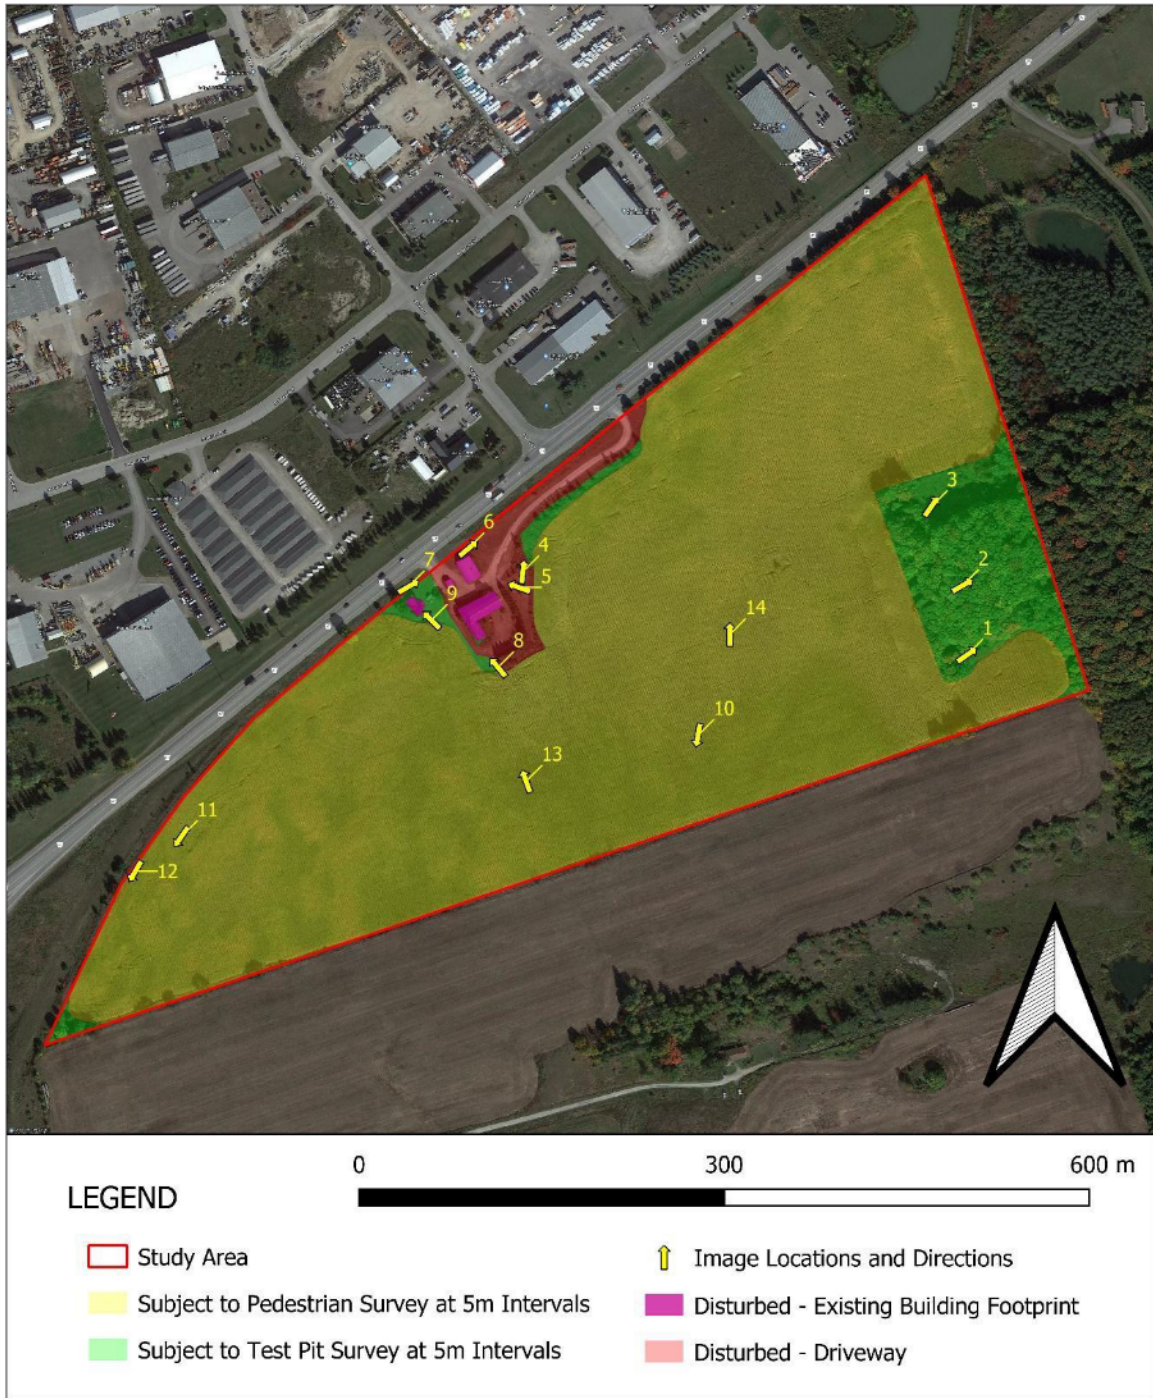 3
6
4
7
5
2
9
14
1
8
10
13
11
12
0 300 600 m
LEGEND
Study Area
Image Locations and Directions
Subject to Pedestrian Survey at 5m Intervals
Disturbed - Existing Building Footprint
Subject to Test Pit Survey at 5m Intervals
Disturbed - Driveway